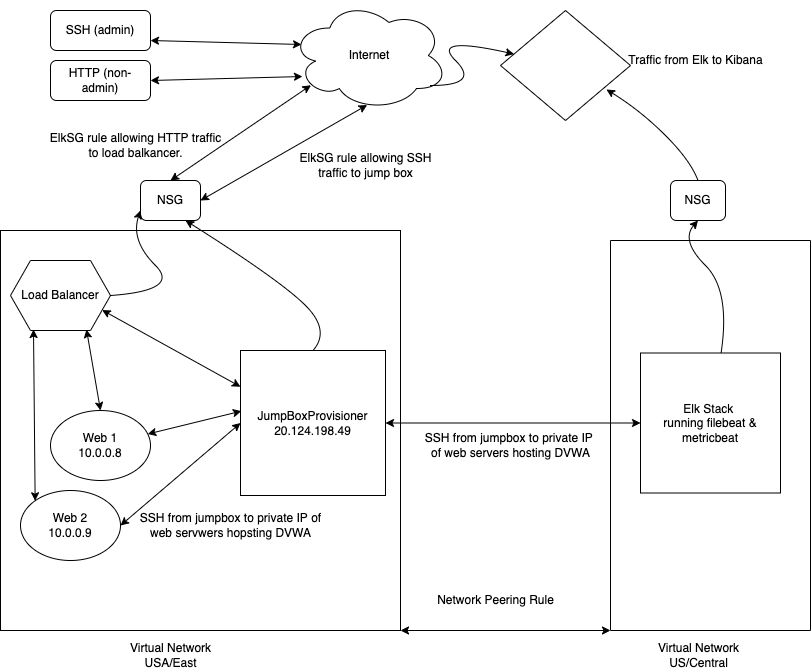 SSH (admin)
HTTP (non-
admin)
Internet
Traffic from Elk to Kibana
ElkSG rule allowing HTTP traffic
to load balkancer.
ElkSG rule allowing SSH
traffic to jump box
NSG
NSG
Load Balancer
JumpBoxProvisioner
20.124.198.49
Elk Stack
running filebeat &
metricbeat
Web 1
10.0.0.8
SSH from jumpbox to private IP
of web servers hosting DVWA
Web 2
10.0.0.9
SSH from jumpbox to private IP of
web servwers hopsting DVWA
Network Peering Rule
Virtual Network
USA/East
Virtual Network
US/Central